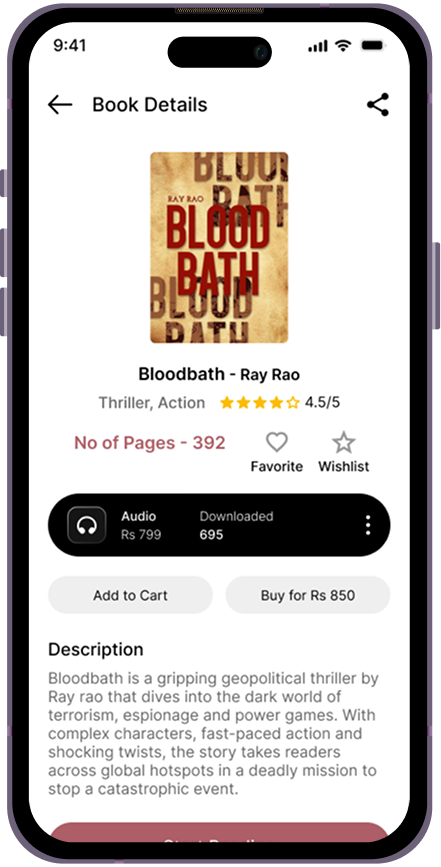 9:41
Book Details
BLOOD
BATH
RAY RAO
BLOOD
BATH
BLOOD
BATH
Bloodbath - Ray Rao
Thriller, Action 4.5/5
No of Pages - 392
Favorite Wishlist
Audio Downloaded
Rs 799 695
Add to Cart Buy for Rs 850
Description
Bloodbath is a gripping geopolitical thriller by
Ray rao that dives into the dark world of
terrorism, espionage and power games. With
complex characters, fast-paced action and
shocking twists, the story takes readers
across global hotspots in a deadly mission to
stop a catastrophic event.